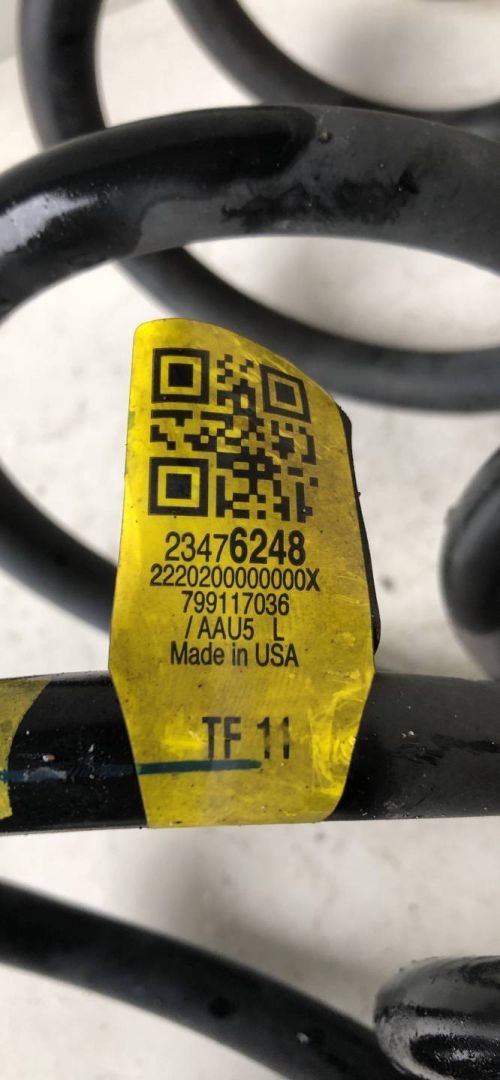 23476248
2220200000000X
799117036
/AAU5 L
Made in USA
TF 11